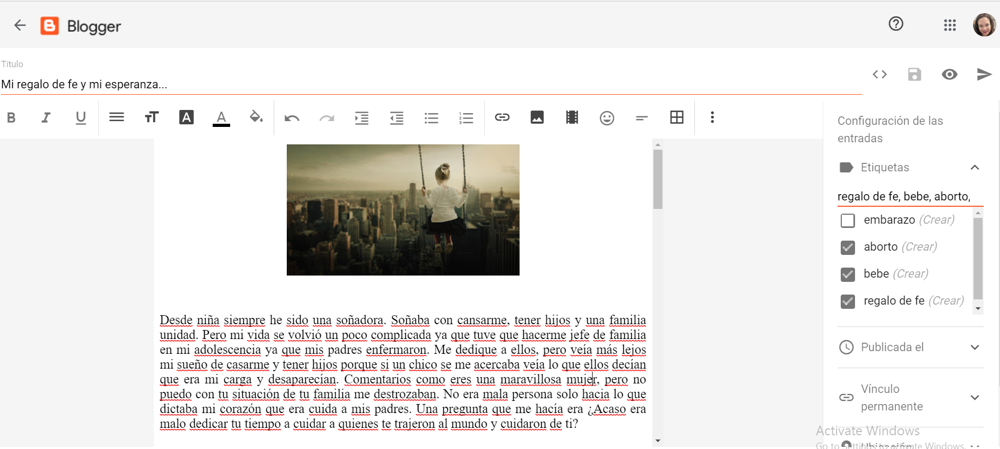 Blogger
Título
Mi regalo de fe y mi esperanza...
Configuración de las
entradas
Etiquetas
regalo de fe, bebe, aborto,
embarazo (Crear)
aborto (Crear)
bebe (Crear)
regalo de fe (Crear)
Publicada el
Vínculo
permanente
Desde niña siempre he sido una soñadora. Soñaba con cansarme, tener hijos y una familia
unidad. Pero mi vida se volvió un poco complicada ya que tuve que hacerme jefe de familia
en mi adolescencia ya que mis padres enfermaron. Me dedique a ellos, pero veía más lejos
mi sueño de casarme y tener hijos porque si un chico se me acercaba veía lo que ellos decían
que era mi carga y desaparecían. Comentarios como eres una maravillosa mujer, pero no
puedo con tu situación de tu familia me destrozaban. No era mala persona solo hacia lo que
dictaba mi corazón que era cuida a mis padres. Una pregunta que me hacía era ¿Acaso era
malo dedicar tu tiempo a cuidar a quienes te trajeron al mundo y cuidaron de ti?
Activate Windows
Go to Settings to activate Windows.